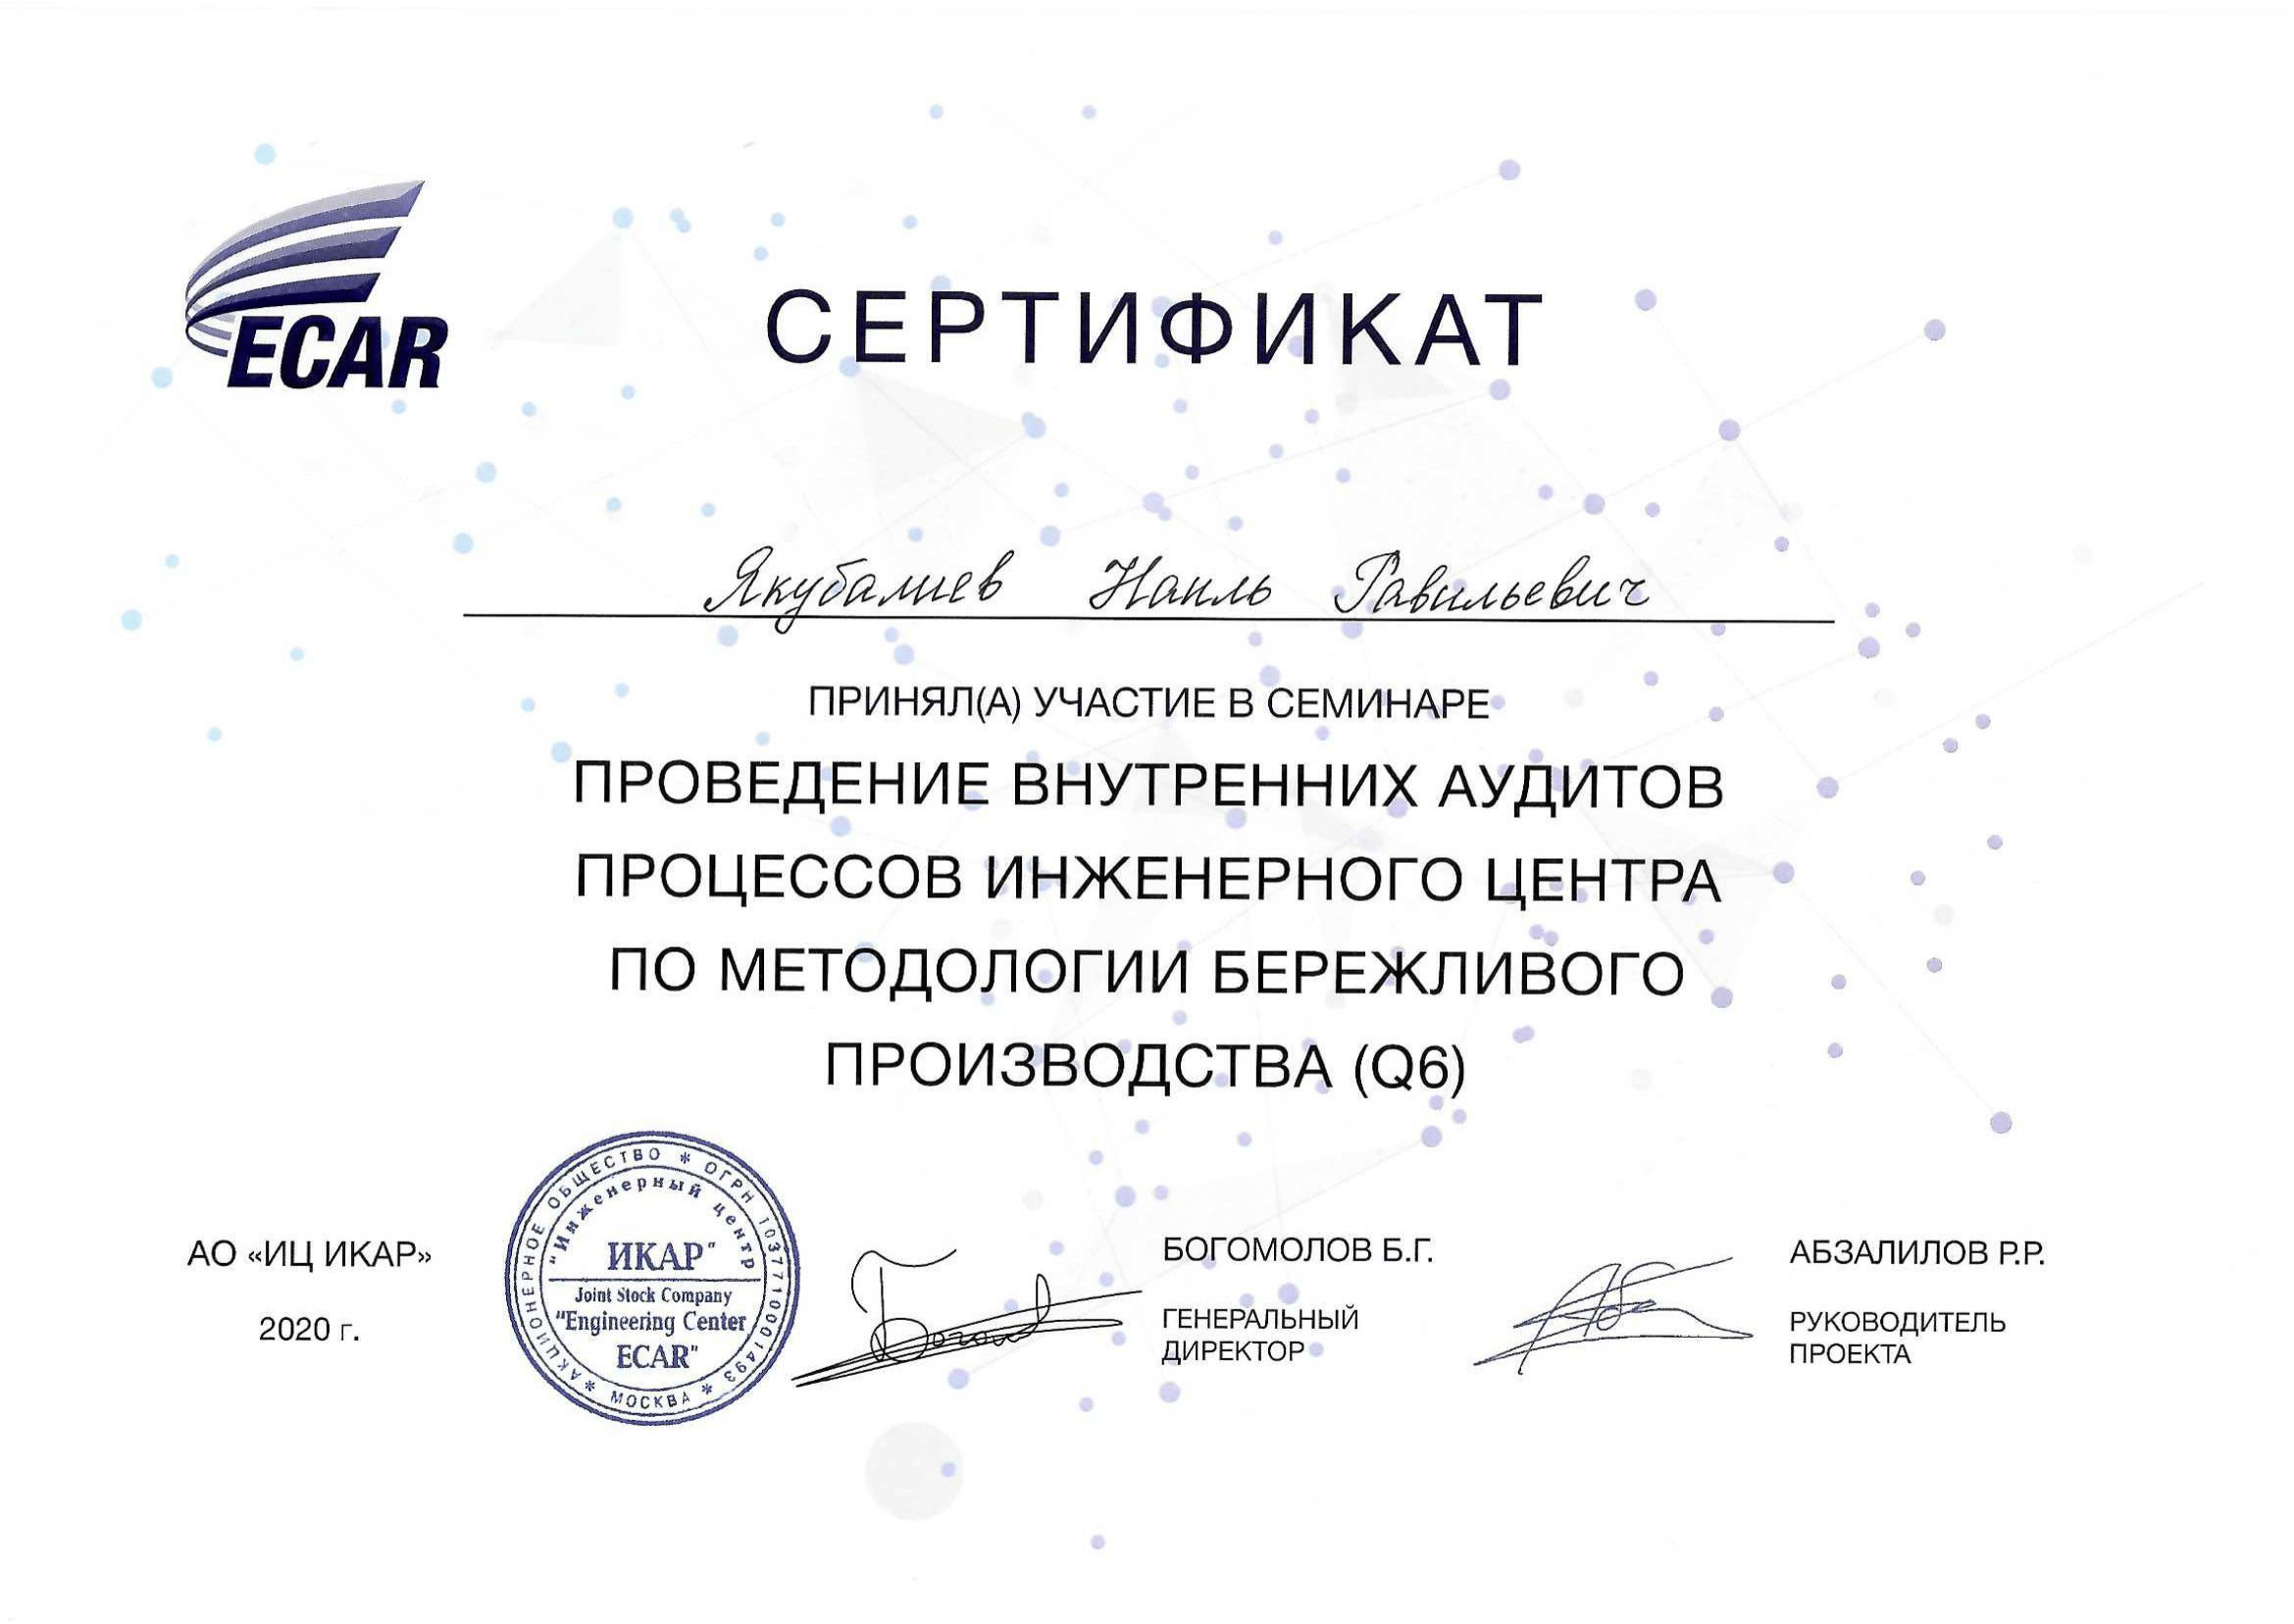 ECAR
СЕРТИФИКАТ
Якубалиев Наиль Равильевич
ПРИНЯЛ(А) УЧАСТИЕ В СЕМИНАРЕ
ПРОВЕДЕНИЕ ВНУТРЕННИХ АУДИТОВ
ПРОЦЕССОВ ИНЖЕНЕРНОГО ЦЕНТРА
ПО МЕТОДОЛОГИИ БЕРЕЖЛИВОГО
ПРОИЗВОДСТВА (Q6)
АО «ИЦ ИКАР»
2020 г.
* АКЦИОНЕРНОЕ ОБЩЕСТВО * ОГРН 1037710001493 * МОСКВА
"Инженерный центр
ИКАР"
Joint Stock Company
"Engineering Center
ECAR"
БОГОМОЛОВ Б.Г.
ГЕНЕРАЛЬНЫЙ
ДИРЕКТОР
АБЗАЛИЛОВ Р.Р.
РУКОВОДИТЕЛЬ
ПРОЕКТА